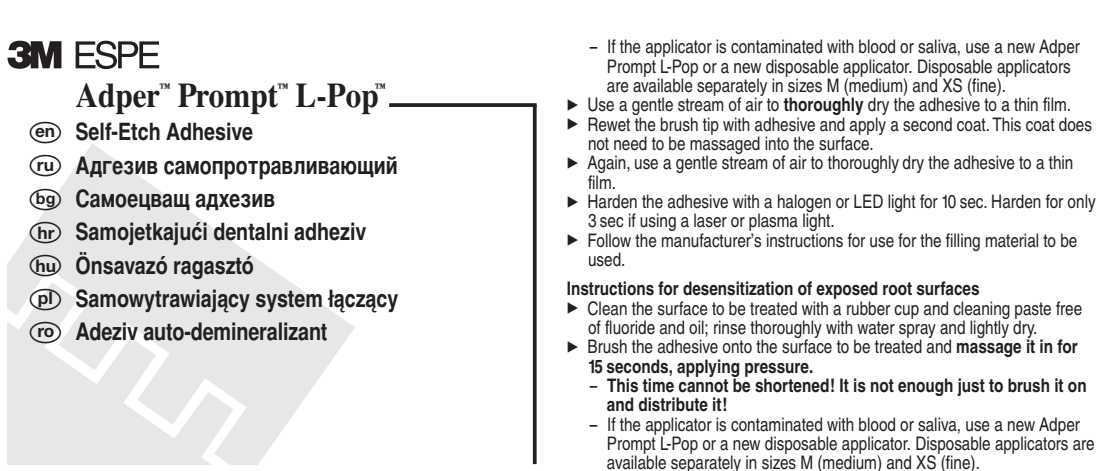 3M ESPE
Adper™ Prompt™ L-Pop™
en Self-Etch Adhesive
ru Адгезив самопротравливающий
bg Самоецващ адхезив
hr Samojetkajući dentalni adheziv
hu Önsavazó ragasztó
pl Samowytrawiający system łączący
ro Adeziv auto-demineralizant
– If the applicator is contaminated with blood or saliva, use a new Adper
Prompt L-Pop or a new disposable applicator. Disposable applicators
are available separately in sizes M (medium) and XS (fine).
► Use a gentle stream of air to thoroughly dry the adhesive to a thin film.
► Rewet the brush tip with adhesive and apply a second coat. This coat does
not need to be massaged into the surface.
► Again, use a gentle stream of air to thoroughly dry the adhesive to a thin
film.
► Harden the adhesive with a halogen or LED light for 10 sec. Harden for only
3 sec if using a laser or plasma light.
► Follow the manufacturer's instructions for use for the filling material to be
used.
Instructions for desensitization of exposed root surfaces
► Clean the surface to be treated with a rubber cup and cleaning paste free
of fluoride and oil; rinse thoroughly with water spray and lightly dry.
► Brush the adhesive onto the surface to be treated and massage it in for
15 seconds, applying pressure.
– This time cannot be shortened! It is not enough just to brush it on
and distribute it!
– If the applicator is contaminated with blood or saliva, use a new Adper
Prompt L-Pop or a new disposable applicator. Disposable applicators are
available separately in sizes M (medium) and XS (fine).